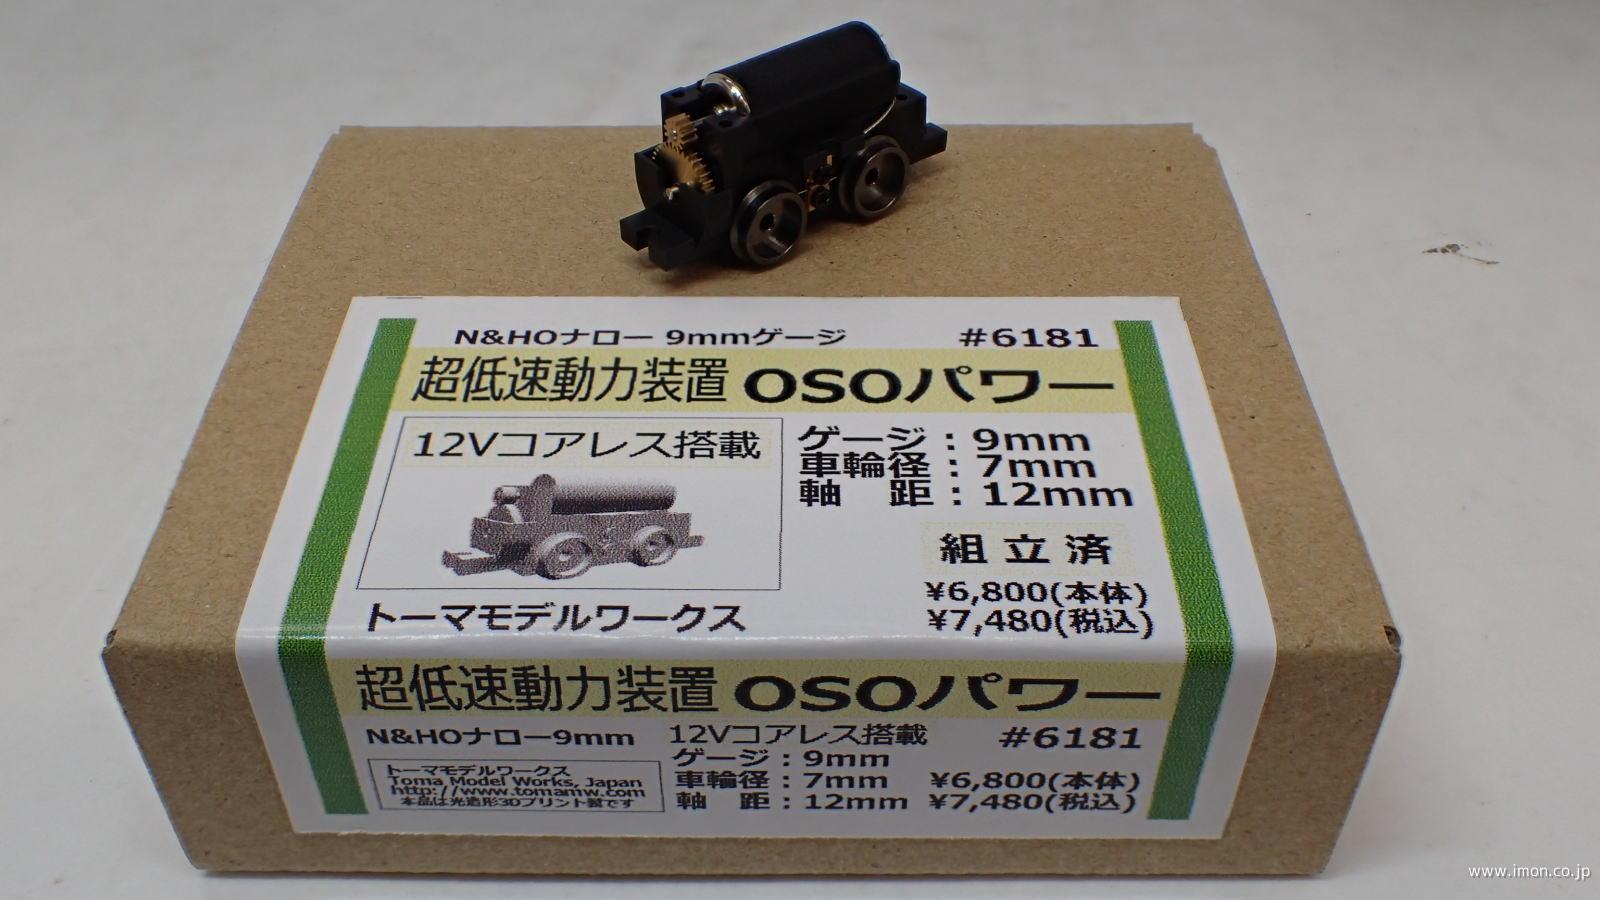 N&HOナロー 9mmゲージ #6181
超低速動力装置 OSOパワー
12Vコアレス搭載
ゲージ：9mm
車輪径：7mm
軸　距：12mm
組 立 済
¥6,800(本体)
¥7,480(税込)
トーマモデルワークス
超低速動力装置 OSOパワー
N&HOナロー9mm 12Vコアレス搭載 #6181
ゲージ：9mm
車輪径：7mm ¥6,800(本体)
軸　距：12mm ¥7,480(税込)
トーマモデルワークス
Toma Model Works, Japan
http://www.tomamw.com
本品は光造形3Dプリント製です
www.imon.co.jp